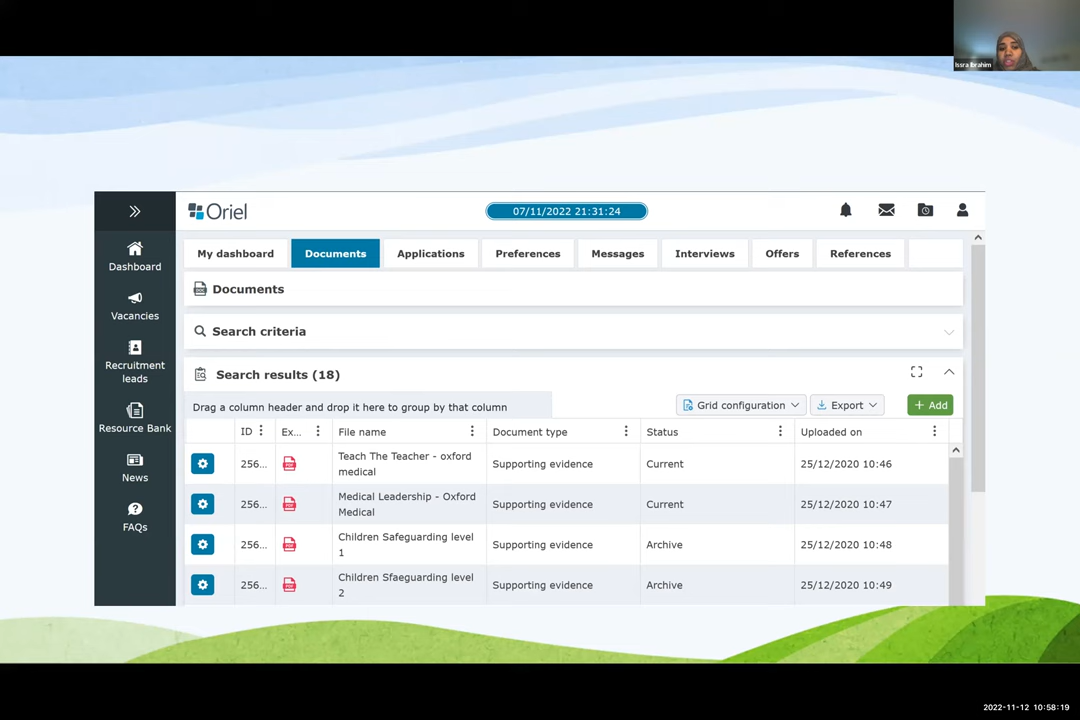 Issra Ibrahim
Oriel
07/11/2022 21:31:24
Dashboard
Vacancies
Recruitment
leads
Resource Bank
News
FAQs
My dashboard Documents Applications Preferences Messages Interviews Offers References
Documents
Search criteria
Search results (18)
Drag a column header and drop it here to group by that column
Grid configuration Export + Add
ID Ex... File name Document type Status Uploaded on
256... PDF Teach The Teacher - oxford
medical Supporting evidence Current 25/12/2020 10:46
256... PDF Medical Leadership - Oxford
Medical Supporting evidence Current 25/12/2020 10:47
256... PDF Children Safeguarding level
1 Supporting evidence Archive 25/12/2020 10:48
256... PDF Children Sfaeguarding level
2 Supporting evidence Archive 25/12/2020 10:49
2022-11-12 10:58:19